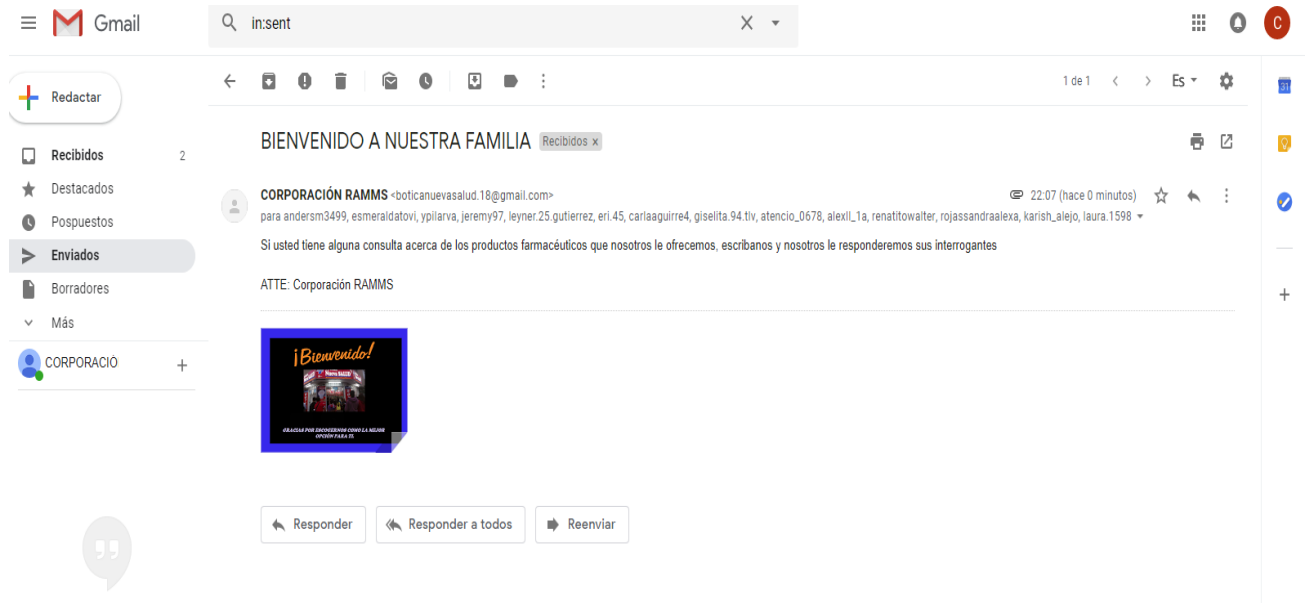 Gmail
in:sent
C
Redactar
1 de 1
Es
31
BIENVENIDO A NUESTRA FAMILIA Recibidos x
Recibidos 2
Destacados
Pospuestos
Enviados
Borradores
Más
CORPORACIÓ
CORPORACIÓN RAMMS <boticanuevasalud.18@gmail.com> 22:07 (hace 0 minutos)
para andersm3499, esmeraldatovi, ypilarva, jeremy97, leyner.25.gutierrez, eri.45, carlaaguirre4, giselita.94.tlv, atencio_0678, alexll_1a, renatitowalter, rojassandraalexa, karish_alejo, laura.1598
Si usted tiene alguna consulta acerca de los productos farmacéuticos que nosotros le ofrecemos, escribanos y nosotros le responderemos sus interrogantes
ATTE: Corporación RAMMS
¡Bienvenido!
GRACIAS POR ESCOGERNOS COMO LA MEJOR
OPCIÓN PARA TI.
Responder
Responder a todos
Reenviar